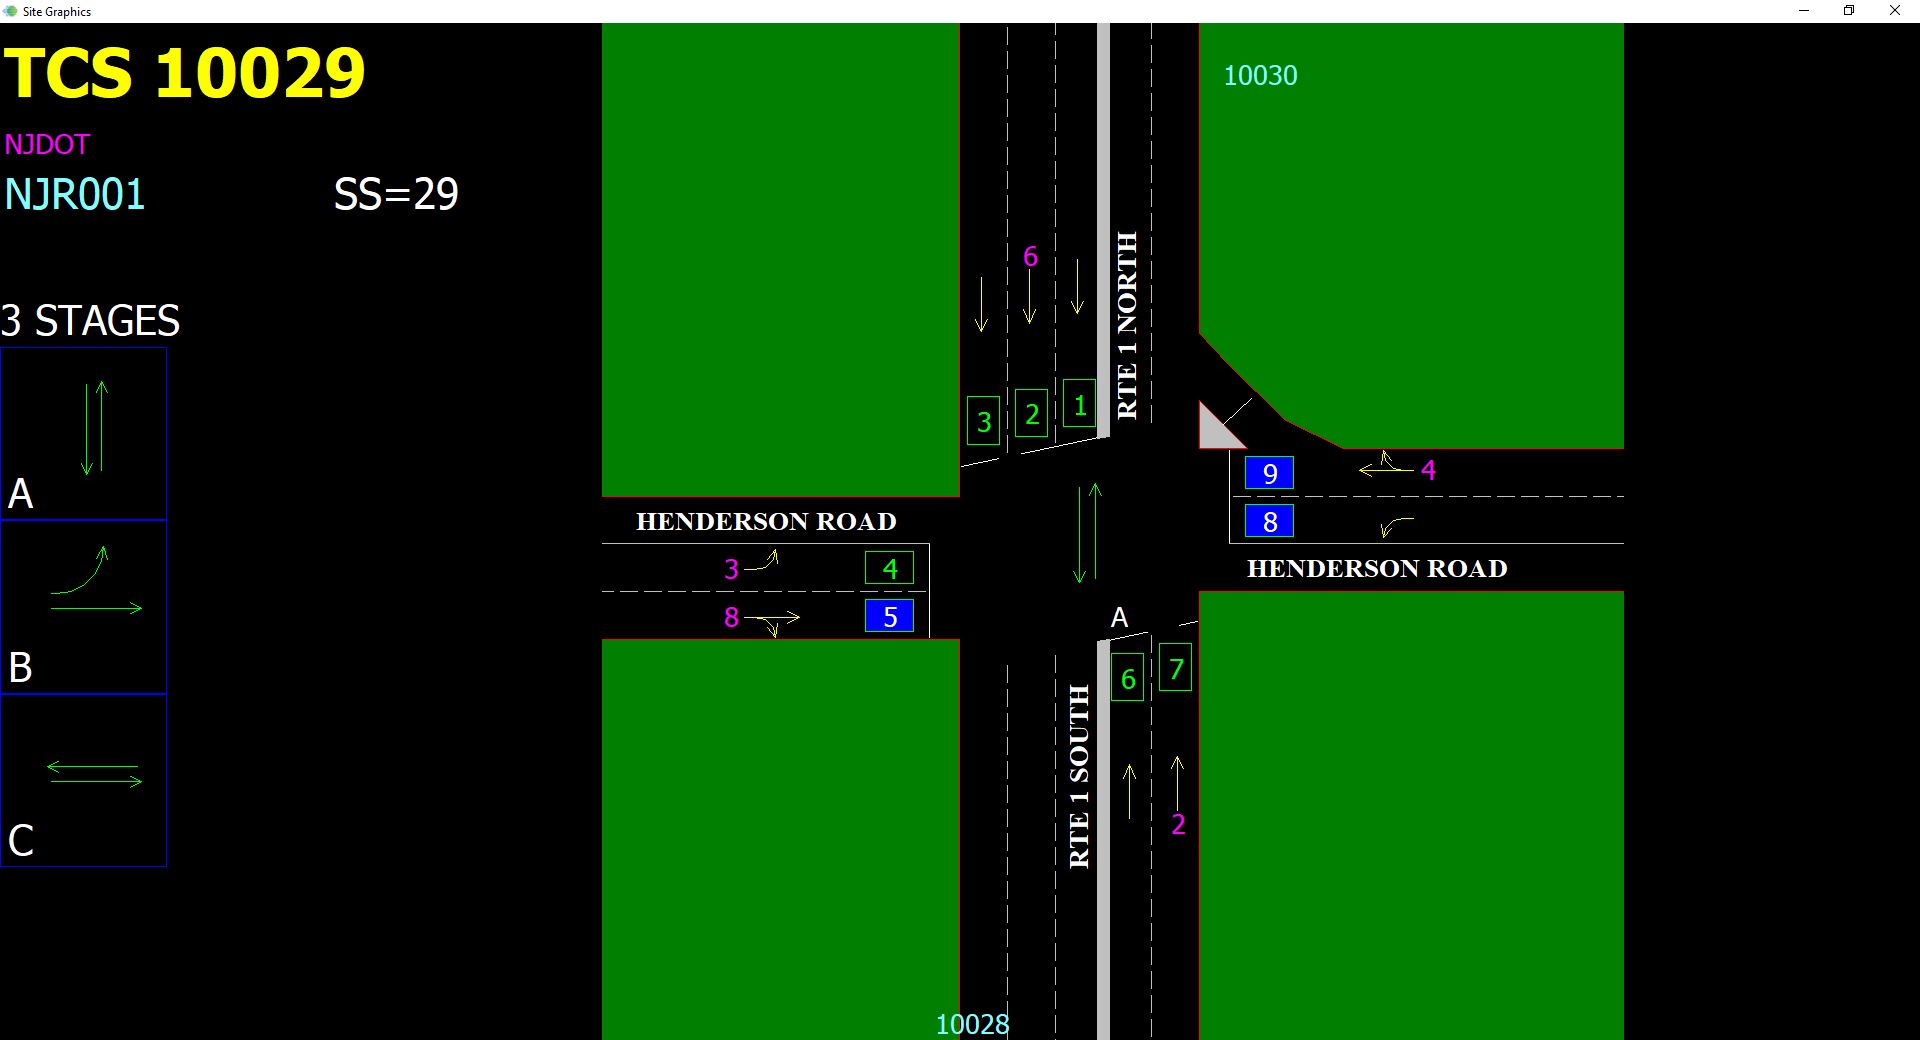 Site Graphics
TCS 10029
NJDOT
NJR001 SS=29
3 STAGES
A
B
C
10030
6
RTE 1 NORTH
3 2 1
HENDERSON ROAD
9 4
8
HENDERSON ROAD
3 4
8 5
A
6 7
RTE 1 SOUTH
2
10028